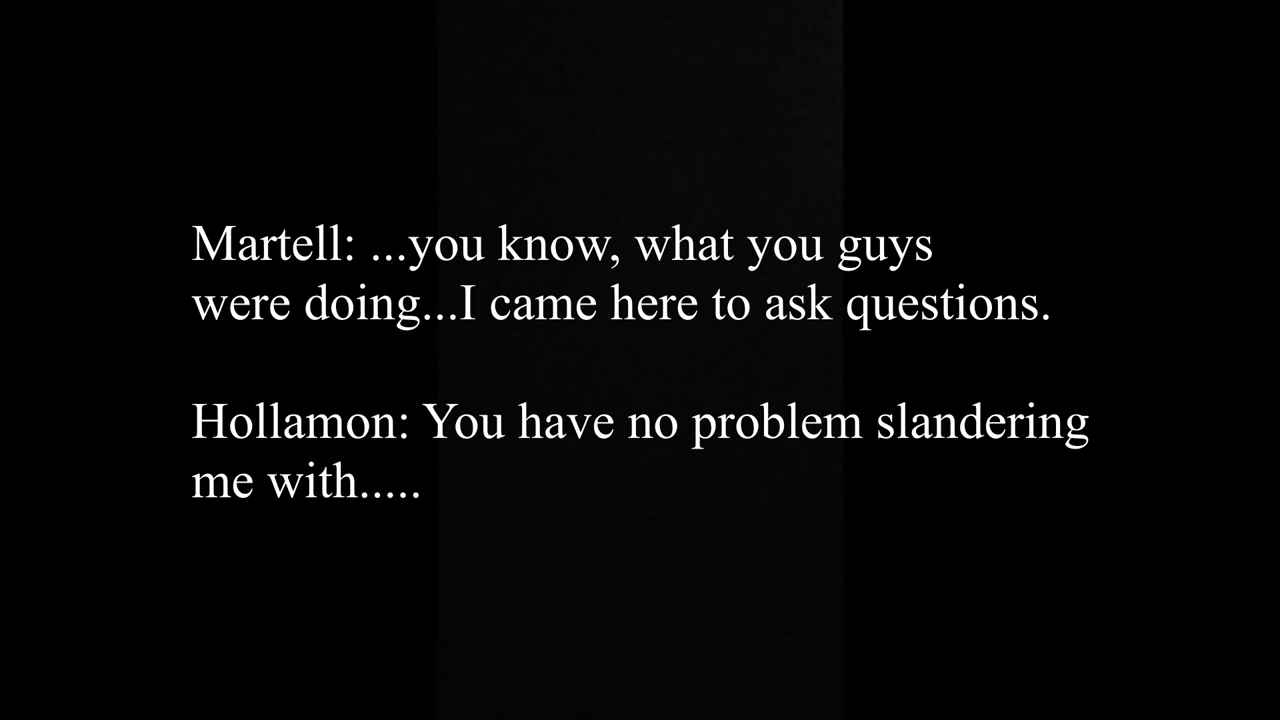 Martell: ...you know, what you guys
were doing...I came here to ask questions.
Hollamon: You have no problem slandering
me with.....